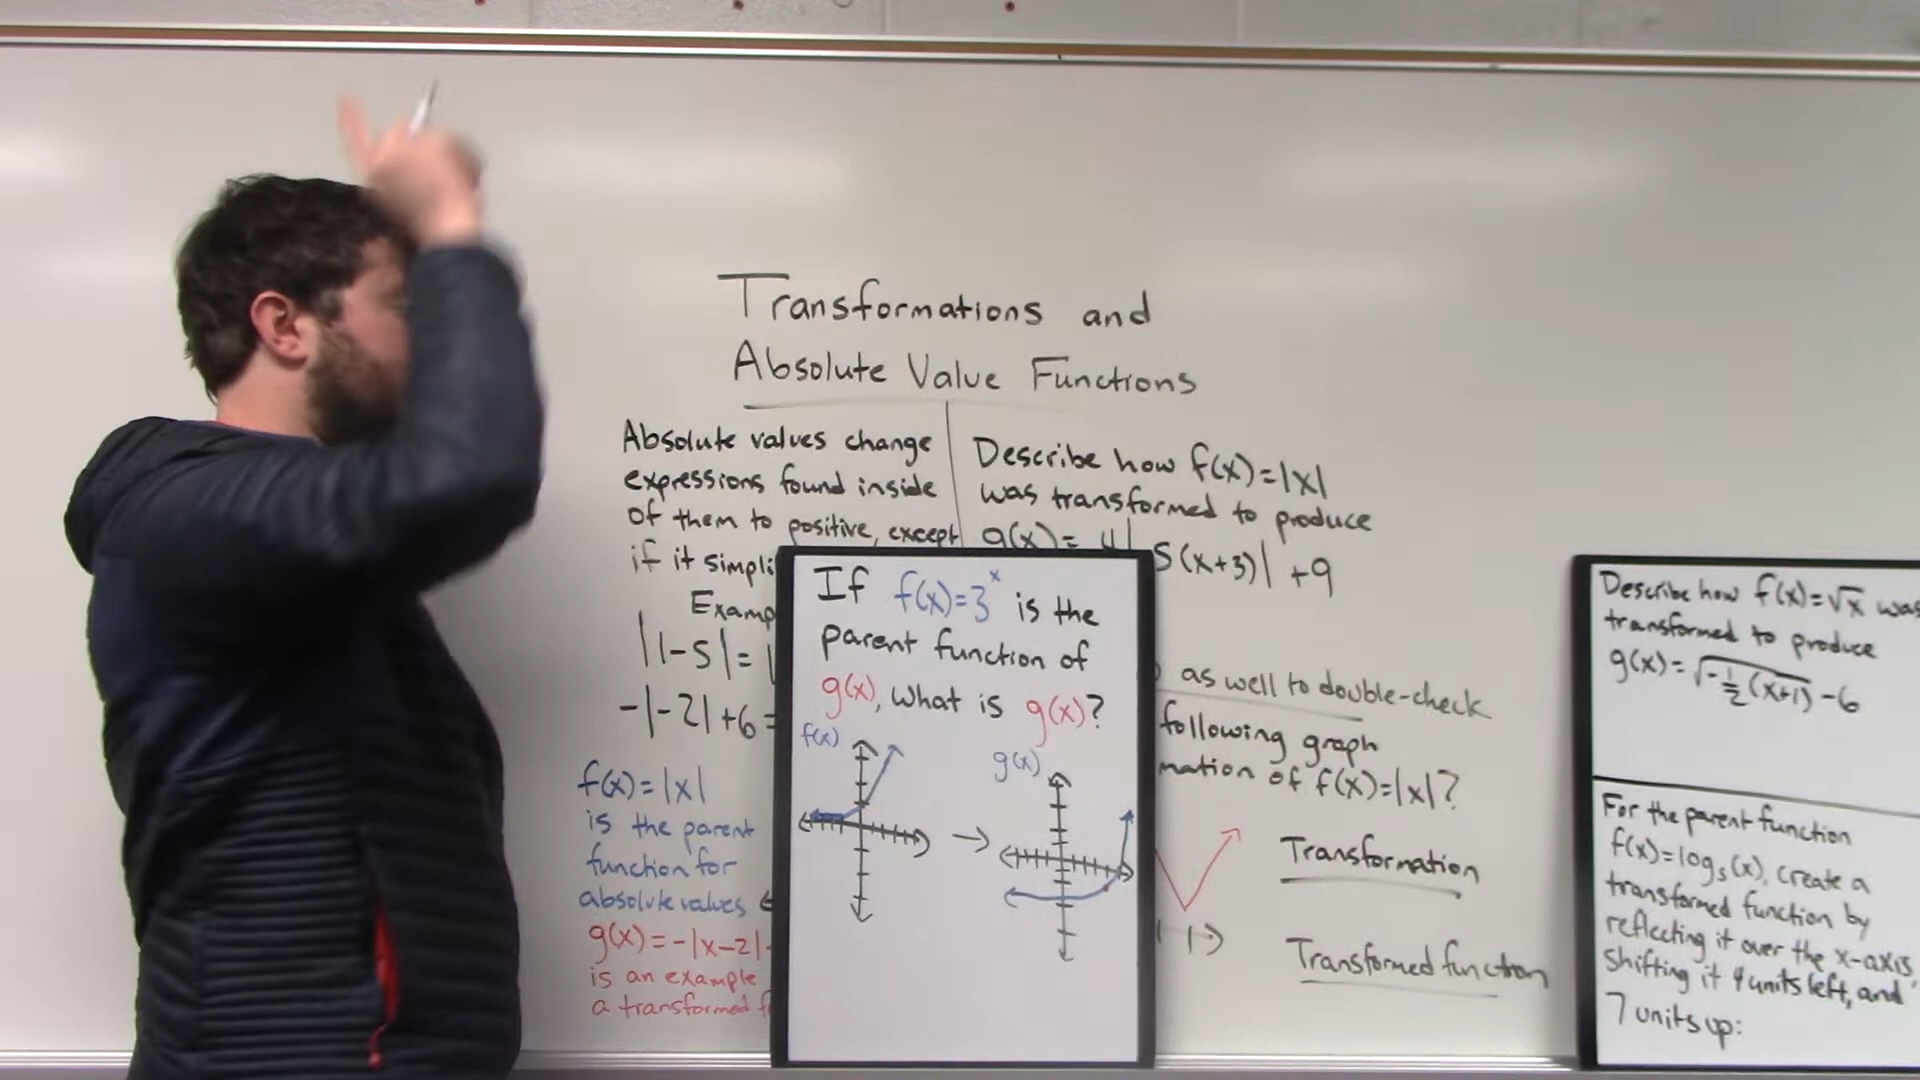 Transformations and
Absolute Value Functions
Absolute values change
expressions found inside
of them to positive, except
if it simpli
Examp
|1-5|=
-|-2|+6=
f(x)=|x|
is the parent
function for
absolute values
g(x)=-|x-2|
is an example
a transformed f
Describe how f(x)=|x|
was transformed to produce
g(x)= 4| 5(x+3)| +9
as well to double-check
following graph
mation of f(x)=|x|?
Transformation
Transformed function
If f(x)=3ˣ is the
parent function of
g(x), what is g(x)?
f(x)
g(x)
Describe how f(x)=√x was
transformed to produce
g(x)=√-½(x+1) -6
For the parent function
f(x)=log₅(x), create a
transformed function by
reflecting it over the x-axis,
shifting it 4 units left, and
7 units up: